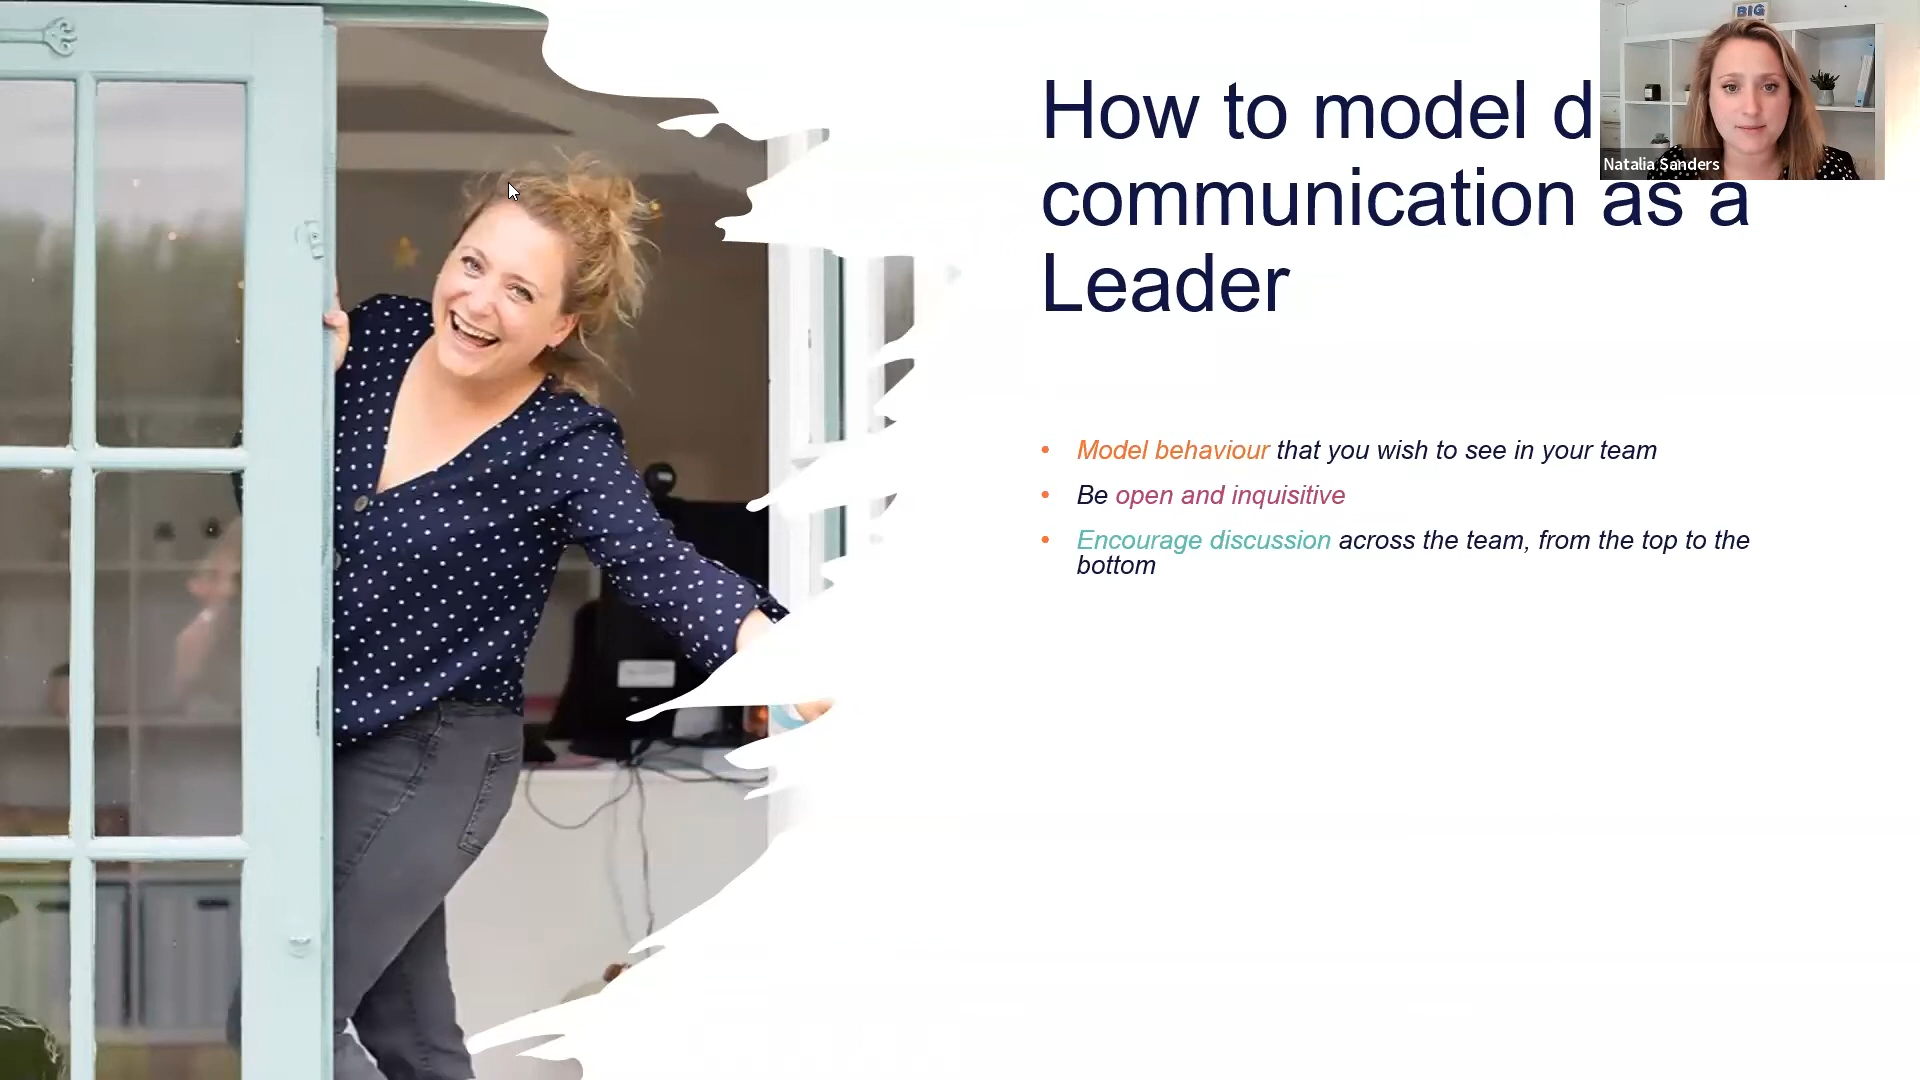 BIG
How to model d
Natalia Sanders
communication as a
Leader
• Model behaviour that you wish to see in your team
• Be open and inquisitive
• Encourage discussion across the team, from the top to the
bottom